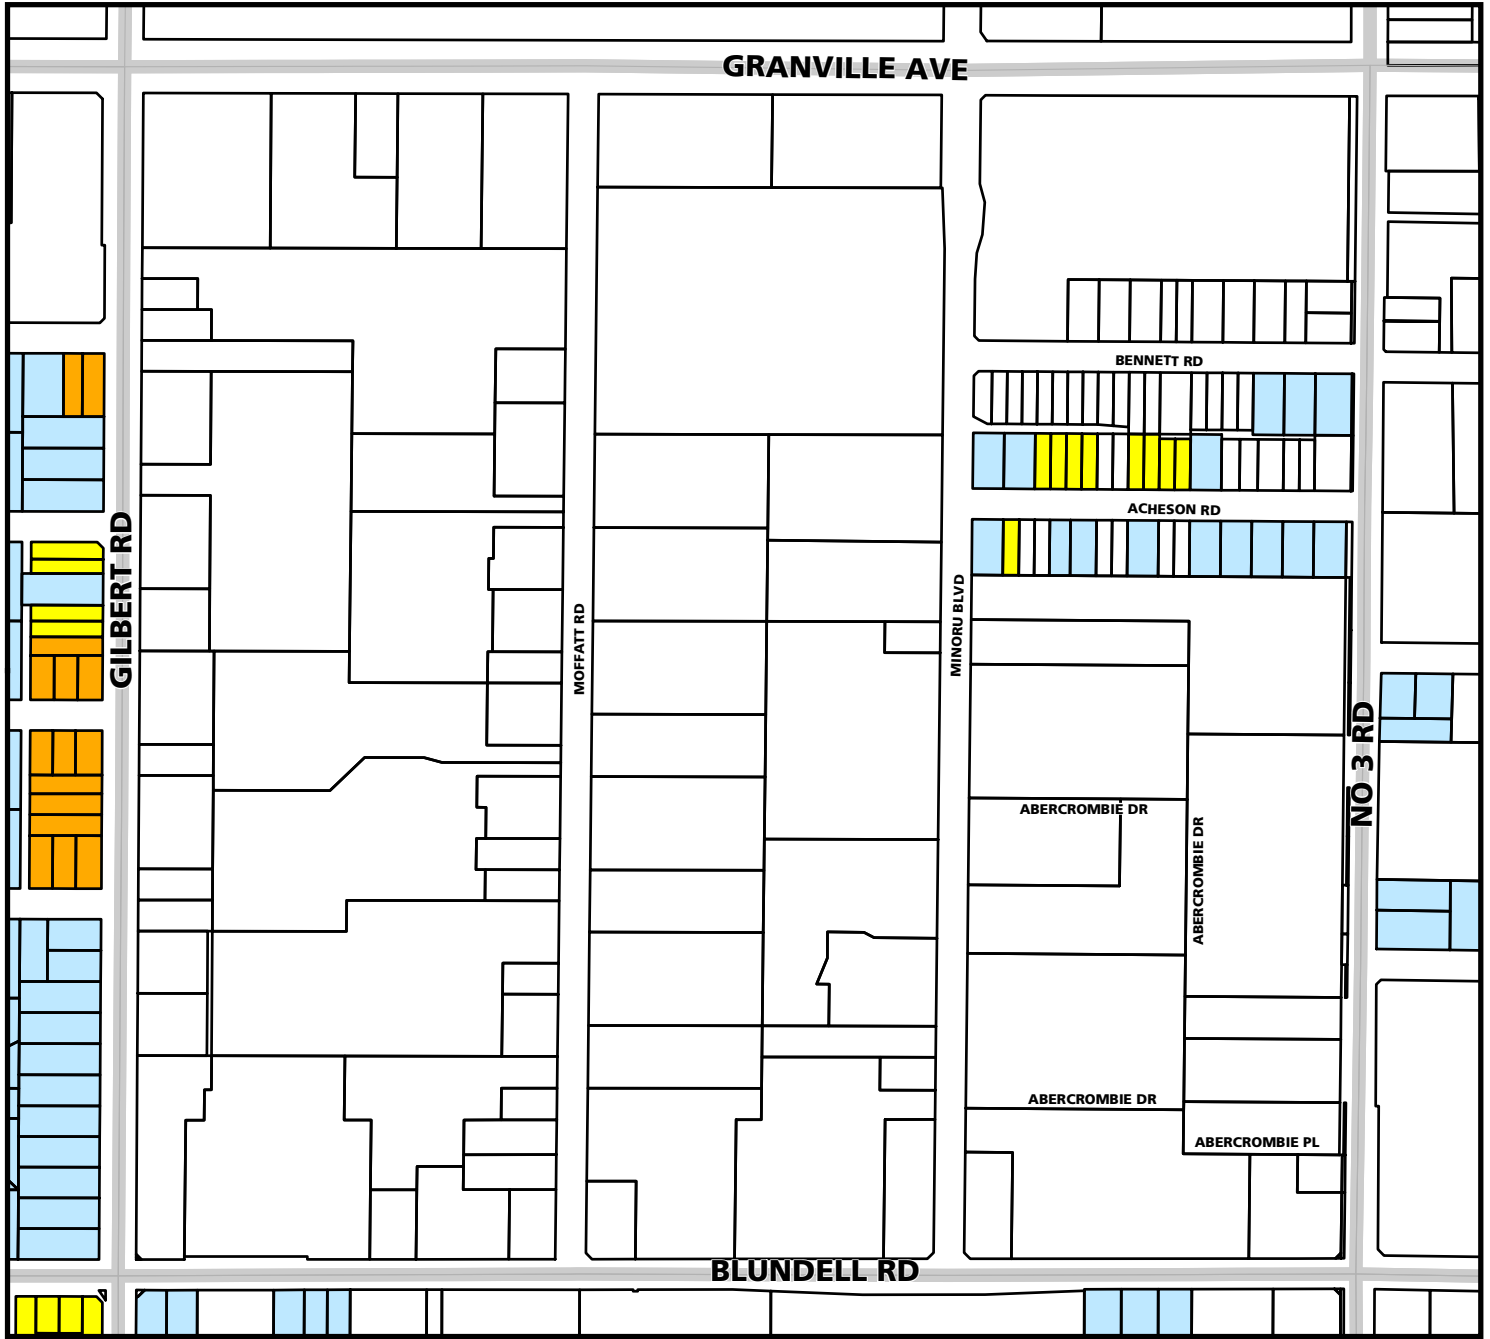 GRANVILLE AVE
BENNETT RD
ACHESON RD
GILBERT RD
MOFFATT RD
MINORU BLVD
NO 3 RD
ABERCROMBIE DR
ABERCROMBIE DR
ABERCROMBIE DR
ABERCROMBIE PL
BLUNDELL RD